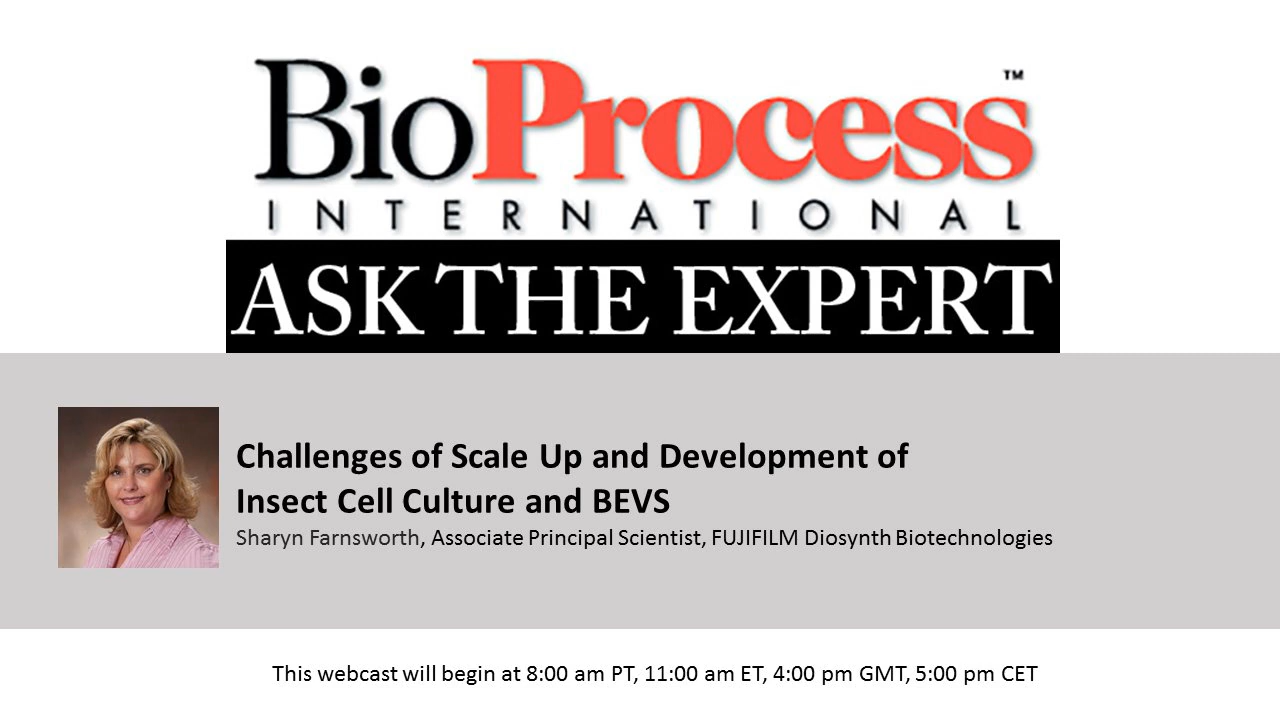 BioProcess™
INTERNATIONAL
ASK THE EXPERT
Challenges of Scale Up and Development of
Insect Cell Culture and BEVS
Sharyn Farnsworth, Associate Principal Scientist, FUJIFILM Diosynth Biotechnologies
This webcast will begin at 8:00 am PT, 11:00 am ET, 4:00 pm GMT, 5:00 pm CET